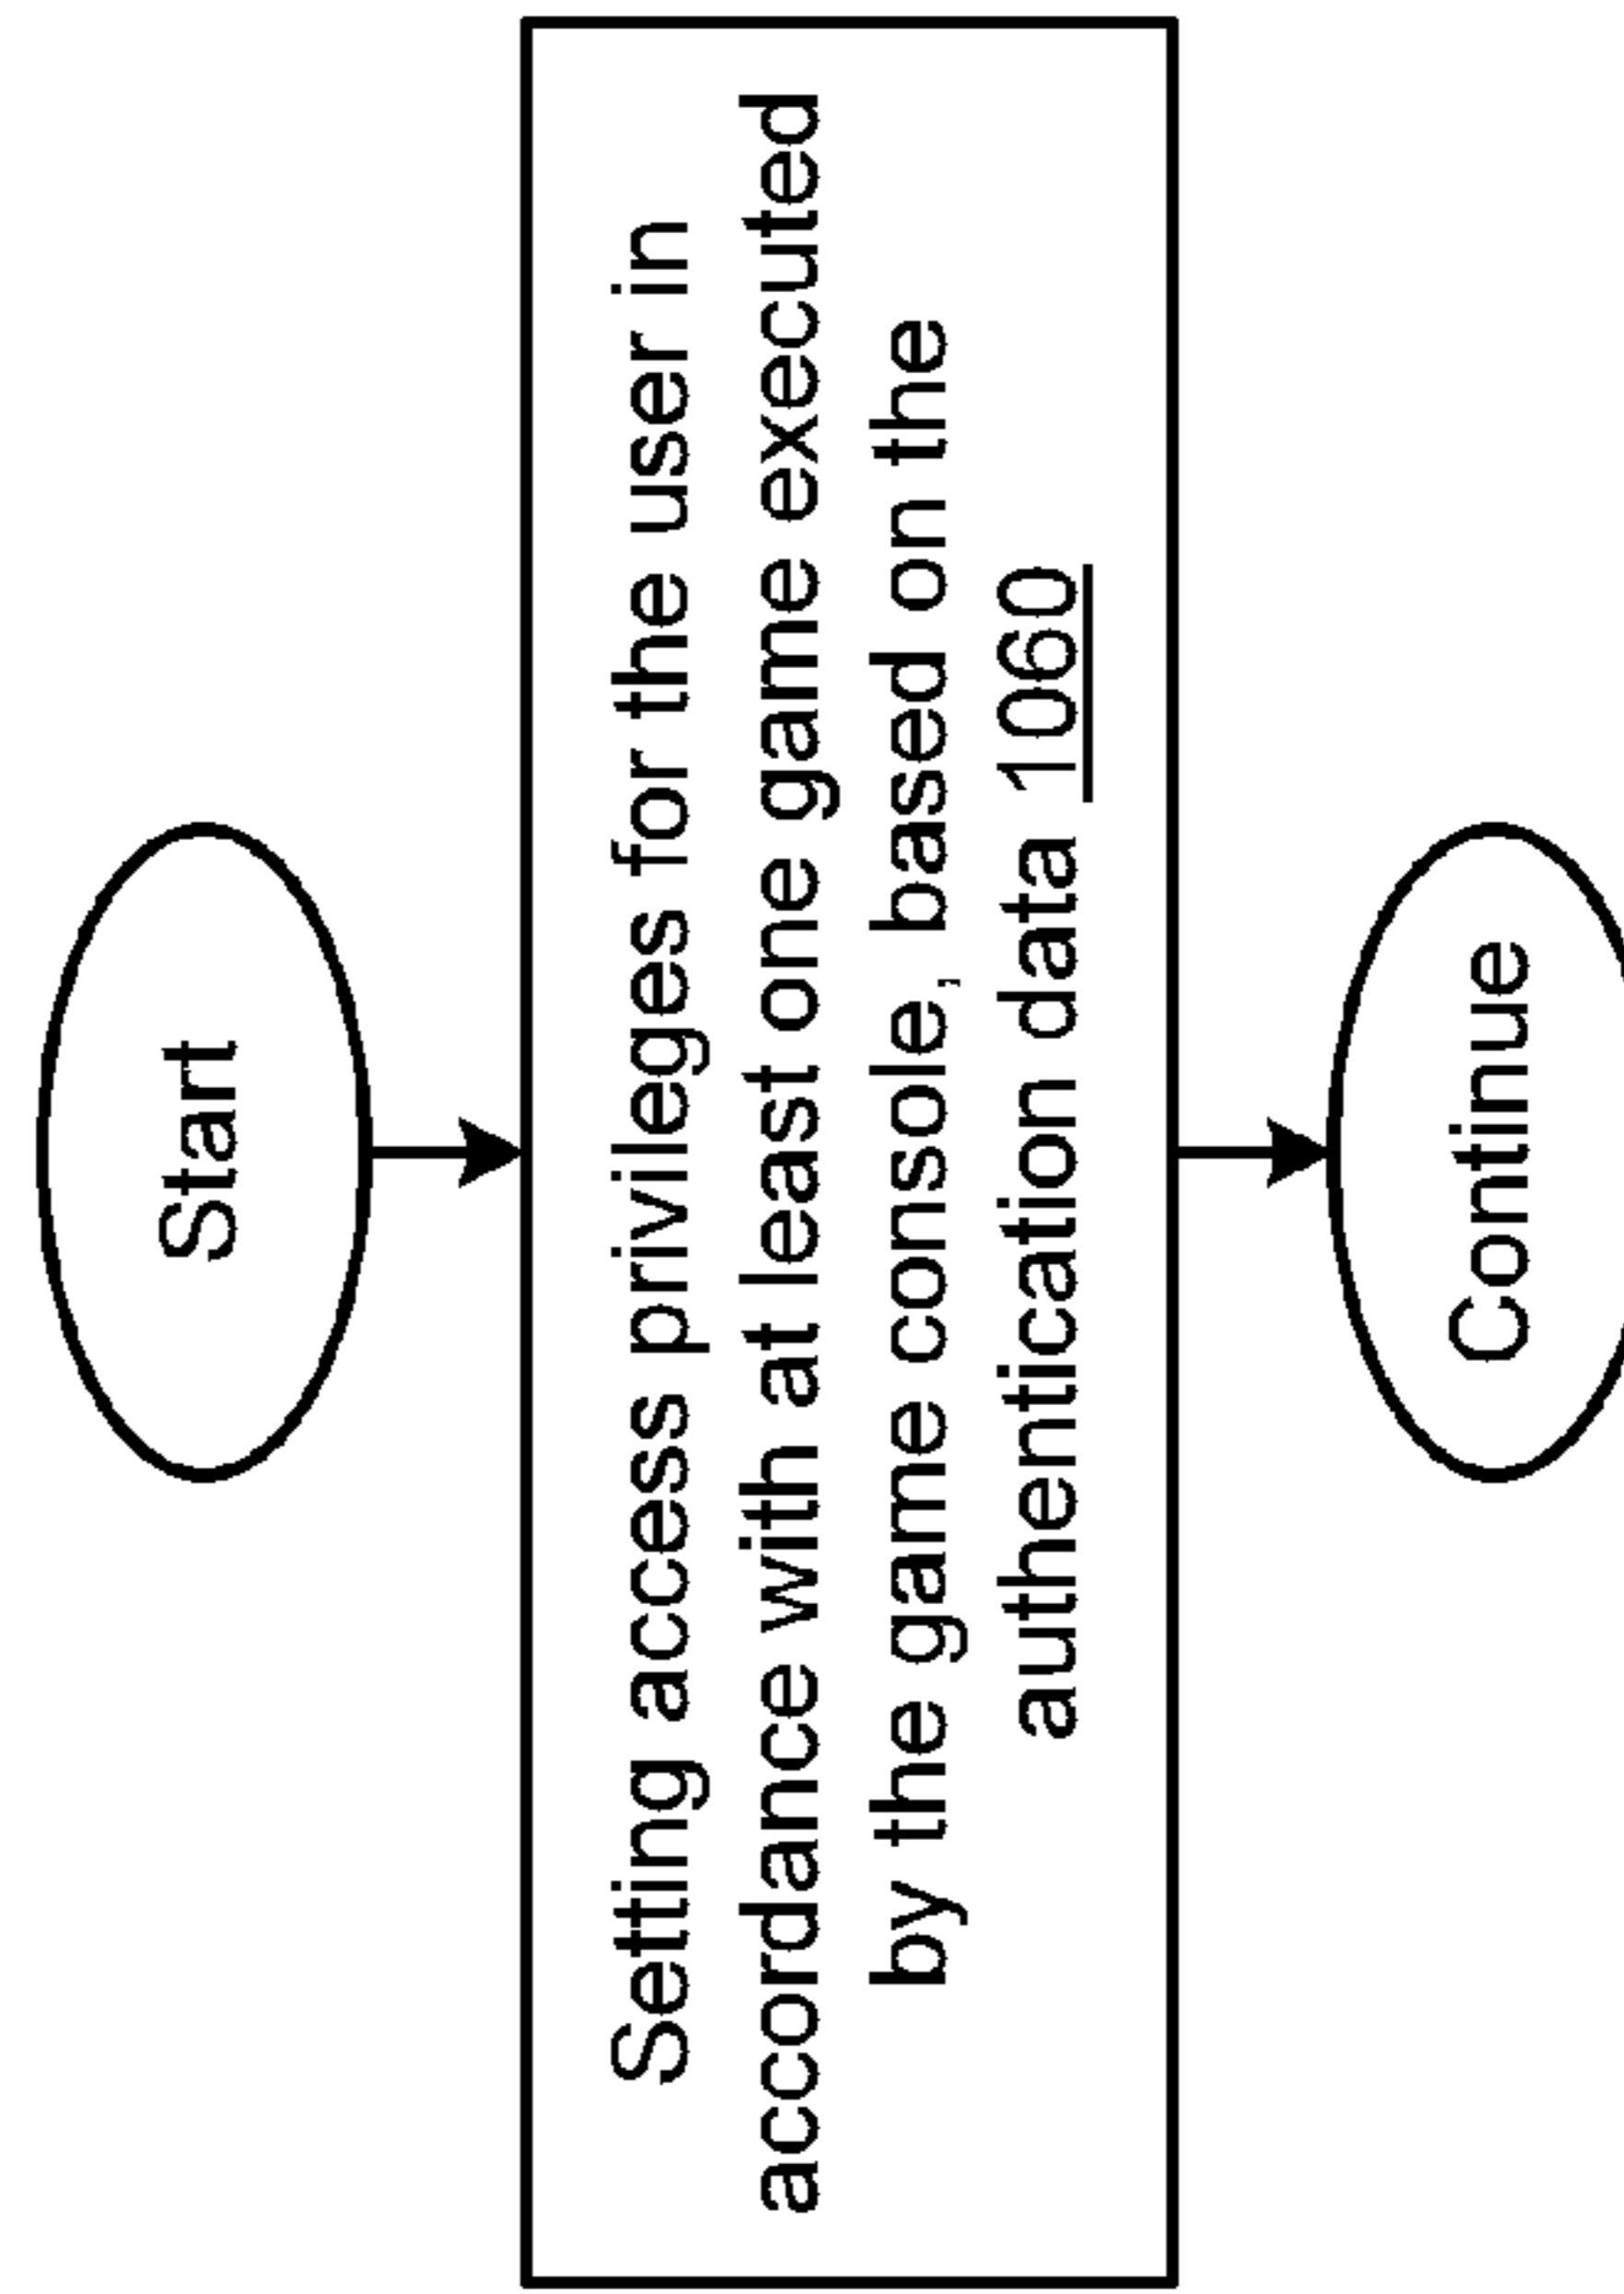 Start
Setting access privileges for the user in
accordance with at least one game executed
by the game console, based on the
authentication data 1060
Continue